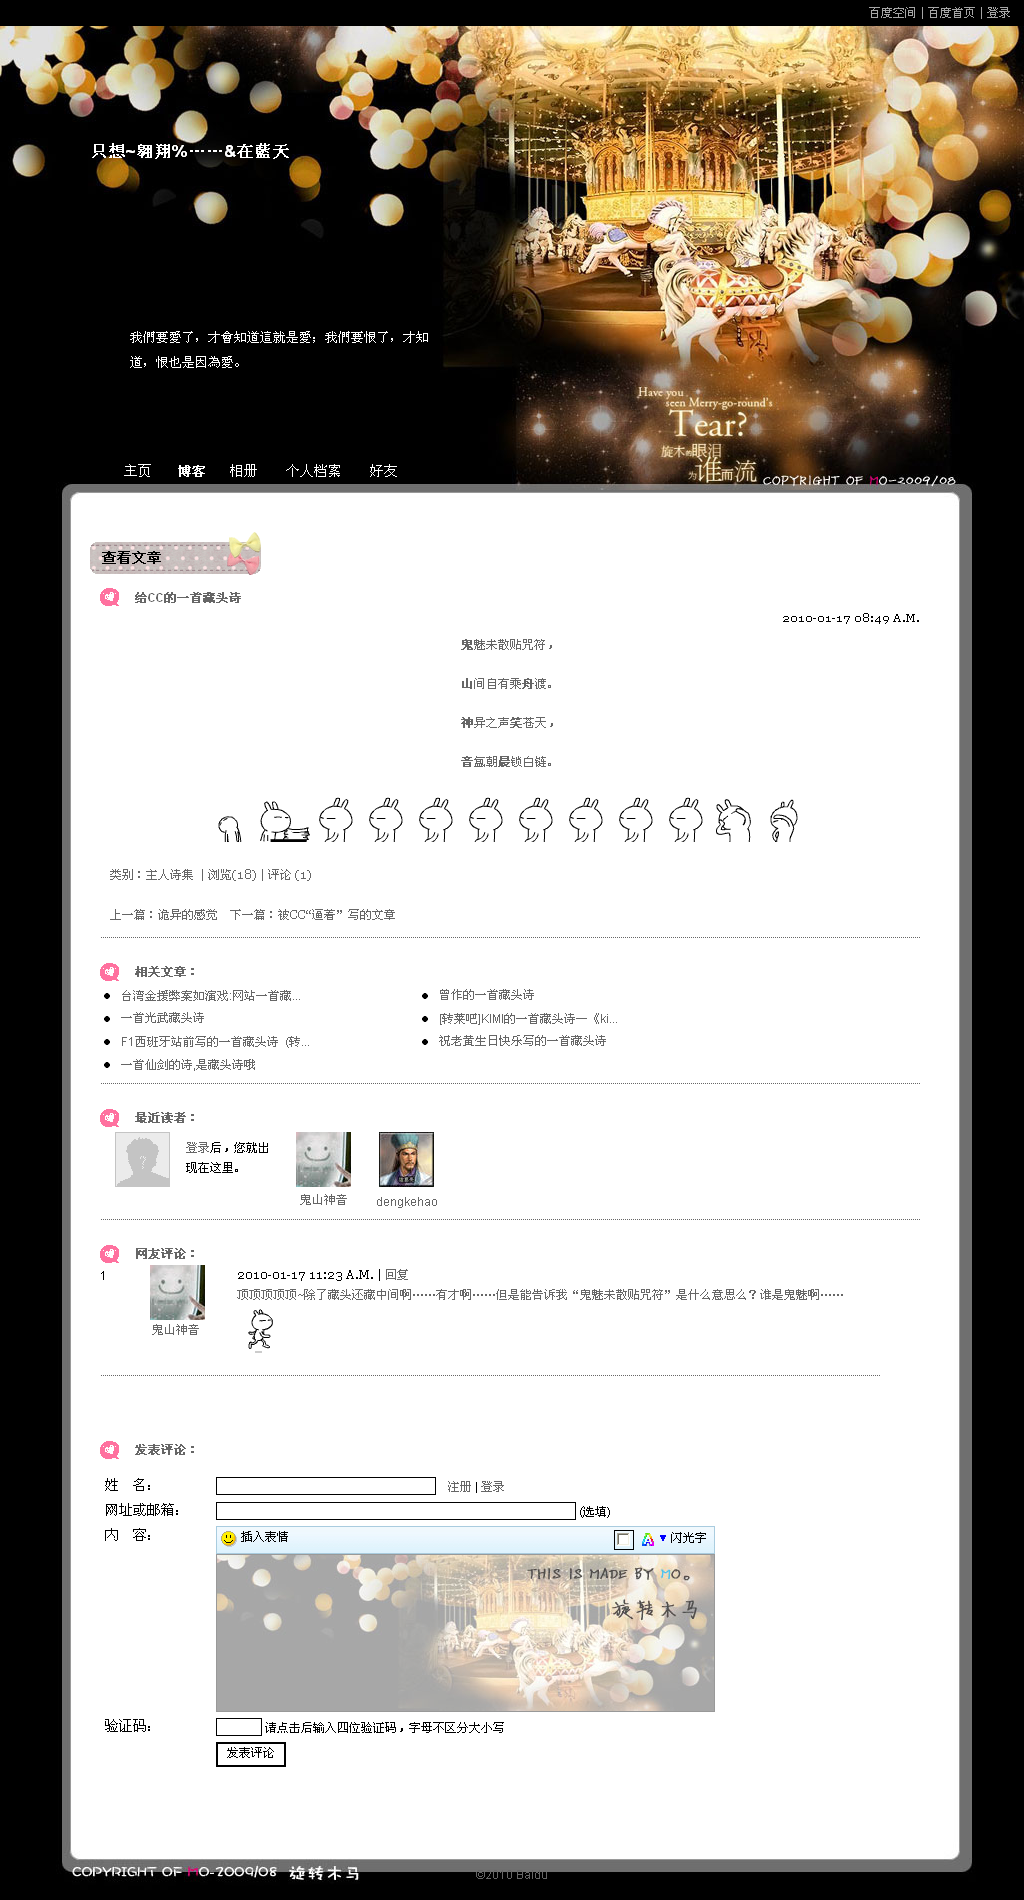 百度空间 | 百度首页 | 登录
只想~翱翔%……&在藍天
我們要愛了，才會知道這就是愛；我們要恨了，才知
道，恨也是因為愛。
Have you
seen Merry-go-round's
Tear?
旋木的眼泪
为谁而流
主页 博客 相册 个人档案 好友
COPYRIGHT OF MO-2009/08
查看文章
给CC的一首藏头诗
2010-01-17 08:49 A.M.
鬼魅未散贴咒符，
山间自有乘舟渡。
神异之声笑苍天，
音氲朝晨锁白链。
类别：主人诗集 | 浏览(18) | 评论 (1)
上一篇：诡异的感觉 下一篇：被CC“逼着”写的文章
相关文章：
台湾金援弊案如演戏:网站一首藏...
曾作的一首藏头诗
一首光武藏头诗
[转莱吧]KIMI的一首藏头诗一《ki...
F1西班牙站前写的一首藏头诗 (转...
祝老黄生日快乐写的一首藏头诗
一首仙剑的诗,是藏头诗哦
最近读者：
登录后，您就出
现在这里。
鬼山神音
dengkehao
网友评论：
1
2010-01-17 11:23 A.M. | 回复
顶顶顶顶顶~除了藏头还藏中间啊……有才啊……但是能告诉我“鬼魅未散贴咒符”是什么意思么？谁是鬼魅啊……
鬼山神音
发表评论：
姓 名：
注册 | 登录
网址或邮箱：
(选填)
内 容：
插入表情
闪光字
THIS IS MADE BY MO。
旋转木马
验证码：
请点击后输入四位验证码，字母不区分大小写
发表评论
COPYRIGHT OF MO-2009/08 旋转木马
©2010 Baidu